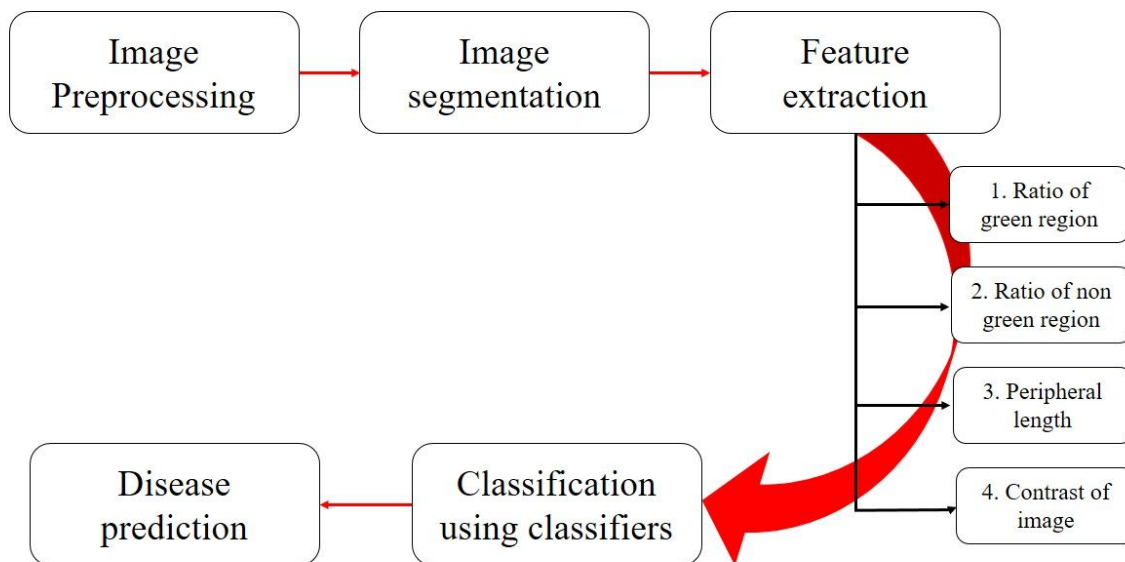 Image
Preprocessing
Image
segmentation
Feature
extraction
1. Ratio of
green region
2. Ratio of non
green region
3. Peripheral
length
4. Contrast of
image
Classification
using classifiers
Disease
prediction